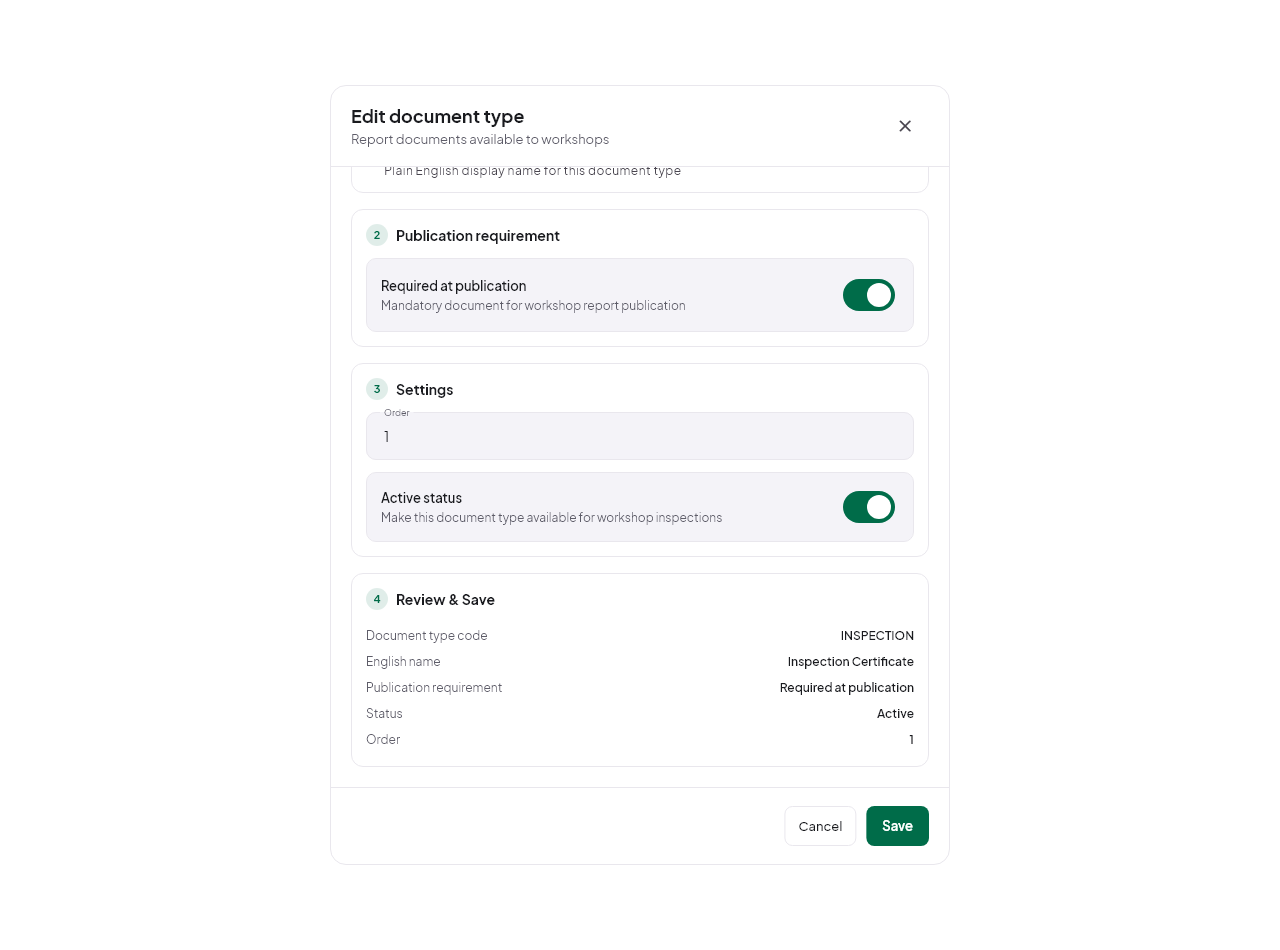 Edit document type
Report documents available to workshops
Plain English display name for this document type
2 Publication requirement
Required at publication
Mandatory document for workshop report publication
3 Settings
Order
1
Active status
Make this document type available for workshop inspections
4 Review & Save
Document type code INSPECTION
English name Inspection Certificate
Publication requirement Required at publication
Status Active
Order 1
Cancel Save